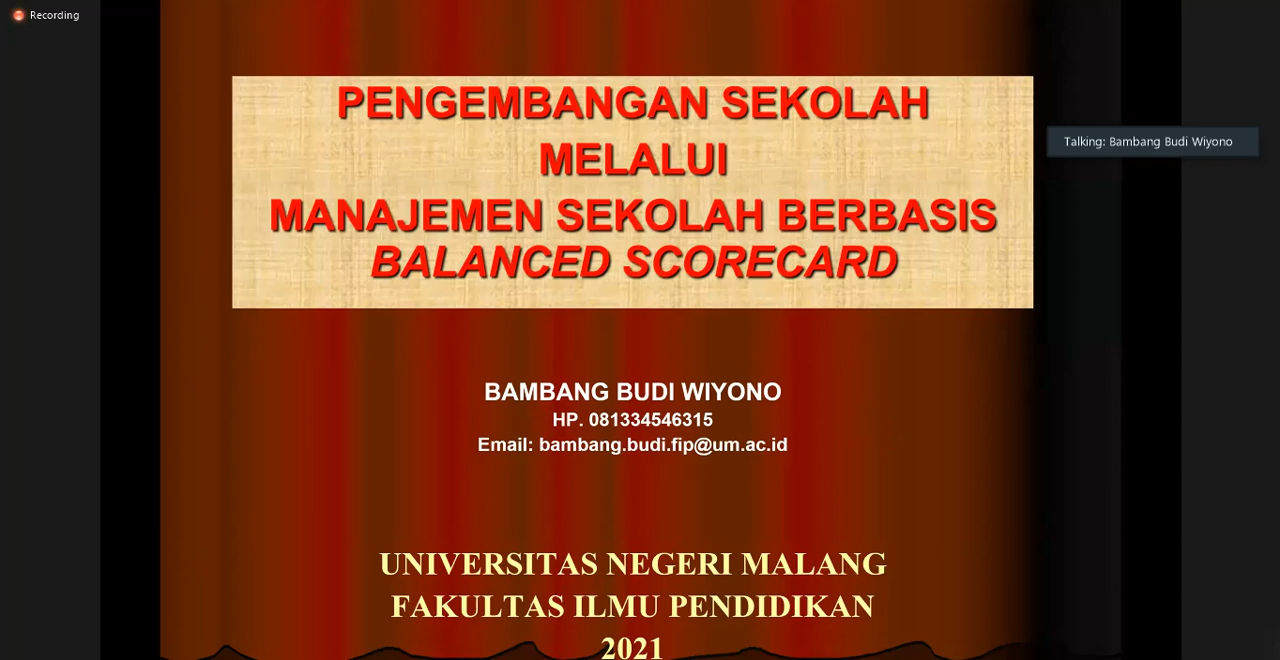 Recording
PENGEMBANGAN SEKOLAH
MELALUI
MANAJEMEN SEKOLAH BERBASIS
BALANCED SCORECARD
Talking: Bambang Budi Wiyono
BAMBANG BUDI WIYONO
HP. 081334546315
Email: bambang.budi.fip@um.ac.id
UNIVERSITAS NEGERI MALANG
FAKULTAS ILMU PENDIDIKAN
2021